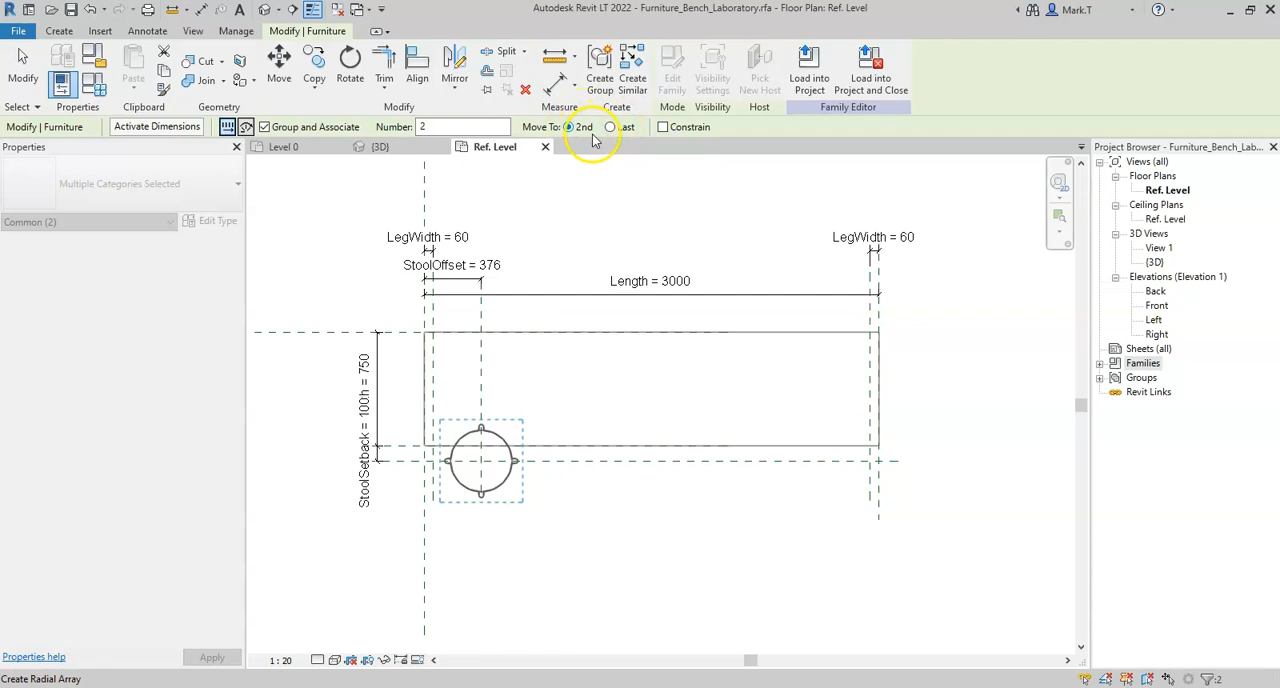 Autodesk Revit LT 2022 - Furniture_Bench_Laboratory.rfa - Floor Plan: Ref. Level
Mark.T
File Create Insert Annotate View Manage Modify | Furniture
Modify
Paste
Cut
Join
Move Copy Rotate Trim Align Mirror
Split
Create Group
Create Similar
Edit Family
Visibility Settings
Pick New Host
Load into Project
Load into Project and Close
Select Properties Clipboard Geometry Modify Measure Create Mode Visibility Host Family Editor
Modify | Furniture Activate Dimensions Group and Associate Number: 2 Move To: 2nd Last Constrain
Properties
Level 0 {3D} Ref. Level
Project Browser - Furniture_Bench_Lab...
Multiple Categories Selected
Common (2) Edit Type
Views (all)
Floor Plans
Ref. Level
Ceiling Plans
Ref. Level
3D Views
View 1
{3D}
Elevations (Elevation 1)
Back
Front
Left
Right
Sheets (all)
Families
Groups
Revit Links
2D
LegWidth = 60
LegWidth = 60
StoolOffset = 376
Length = 3000
StoolSetback = 100
h = 750
Properties help Apply
1 : 20
Create Radial Array
:2